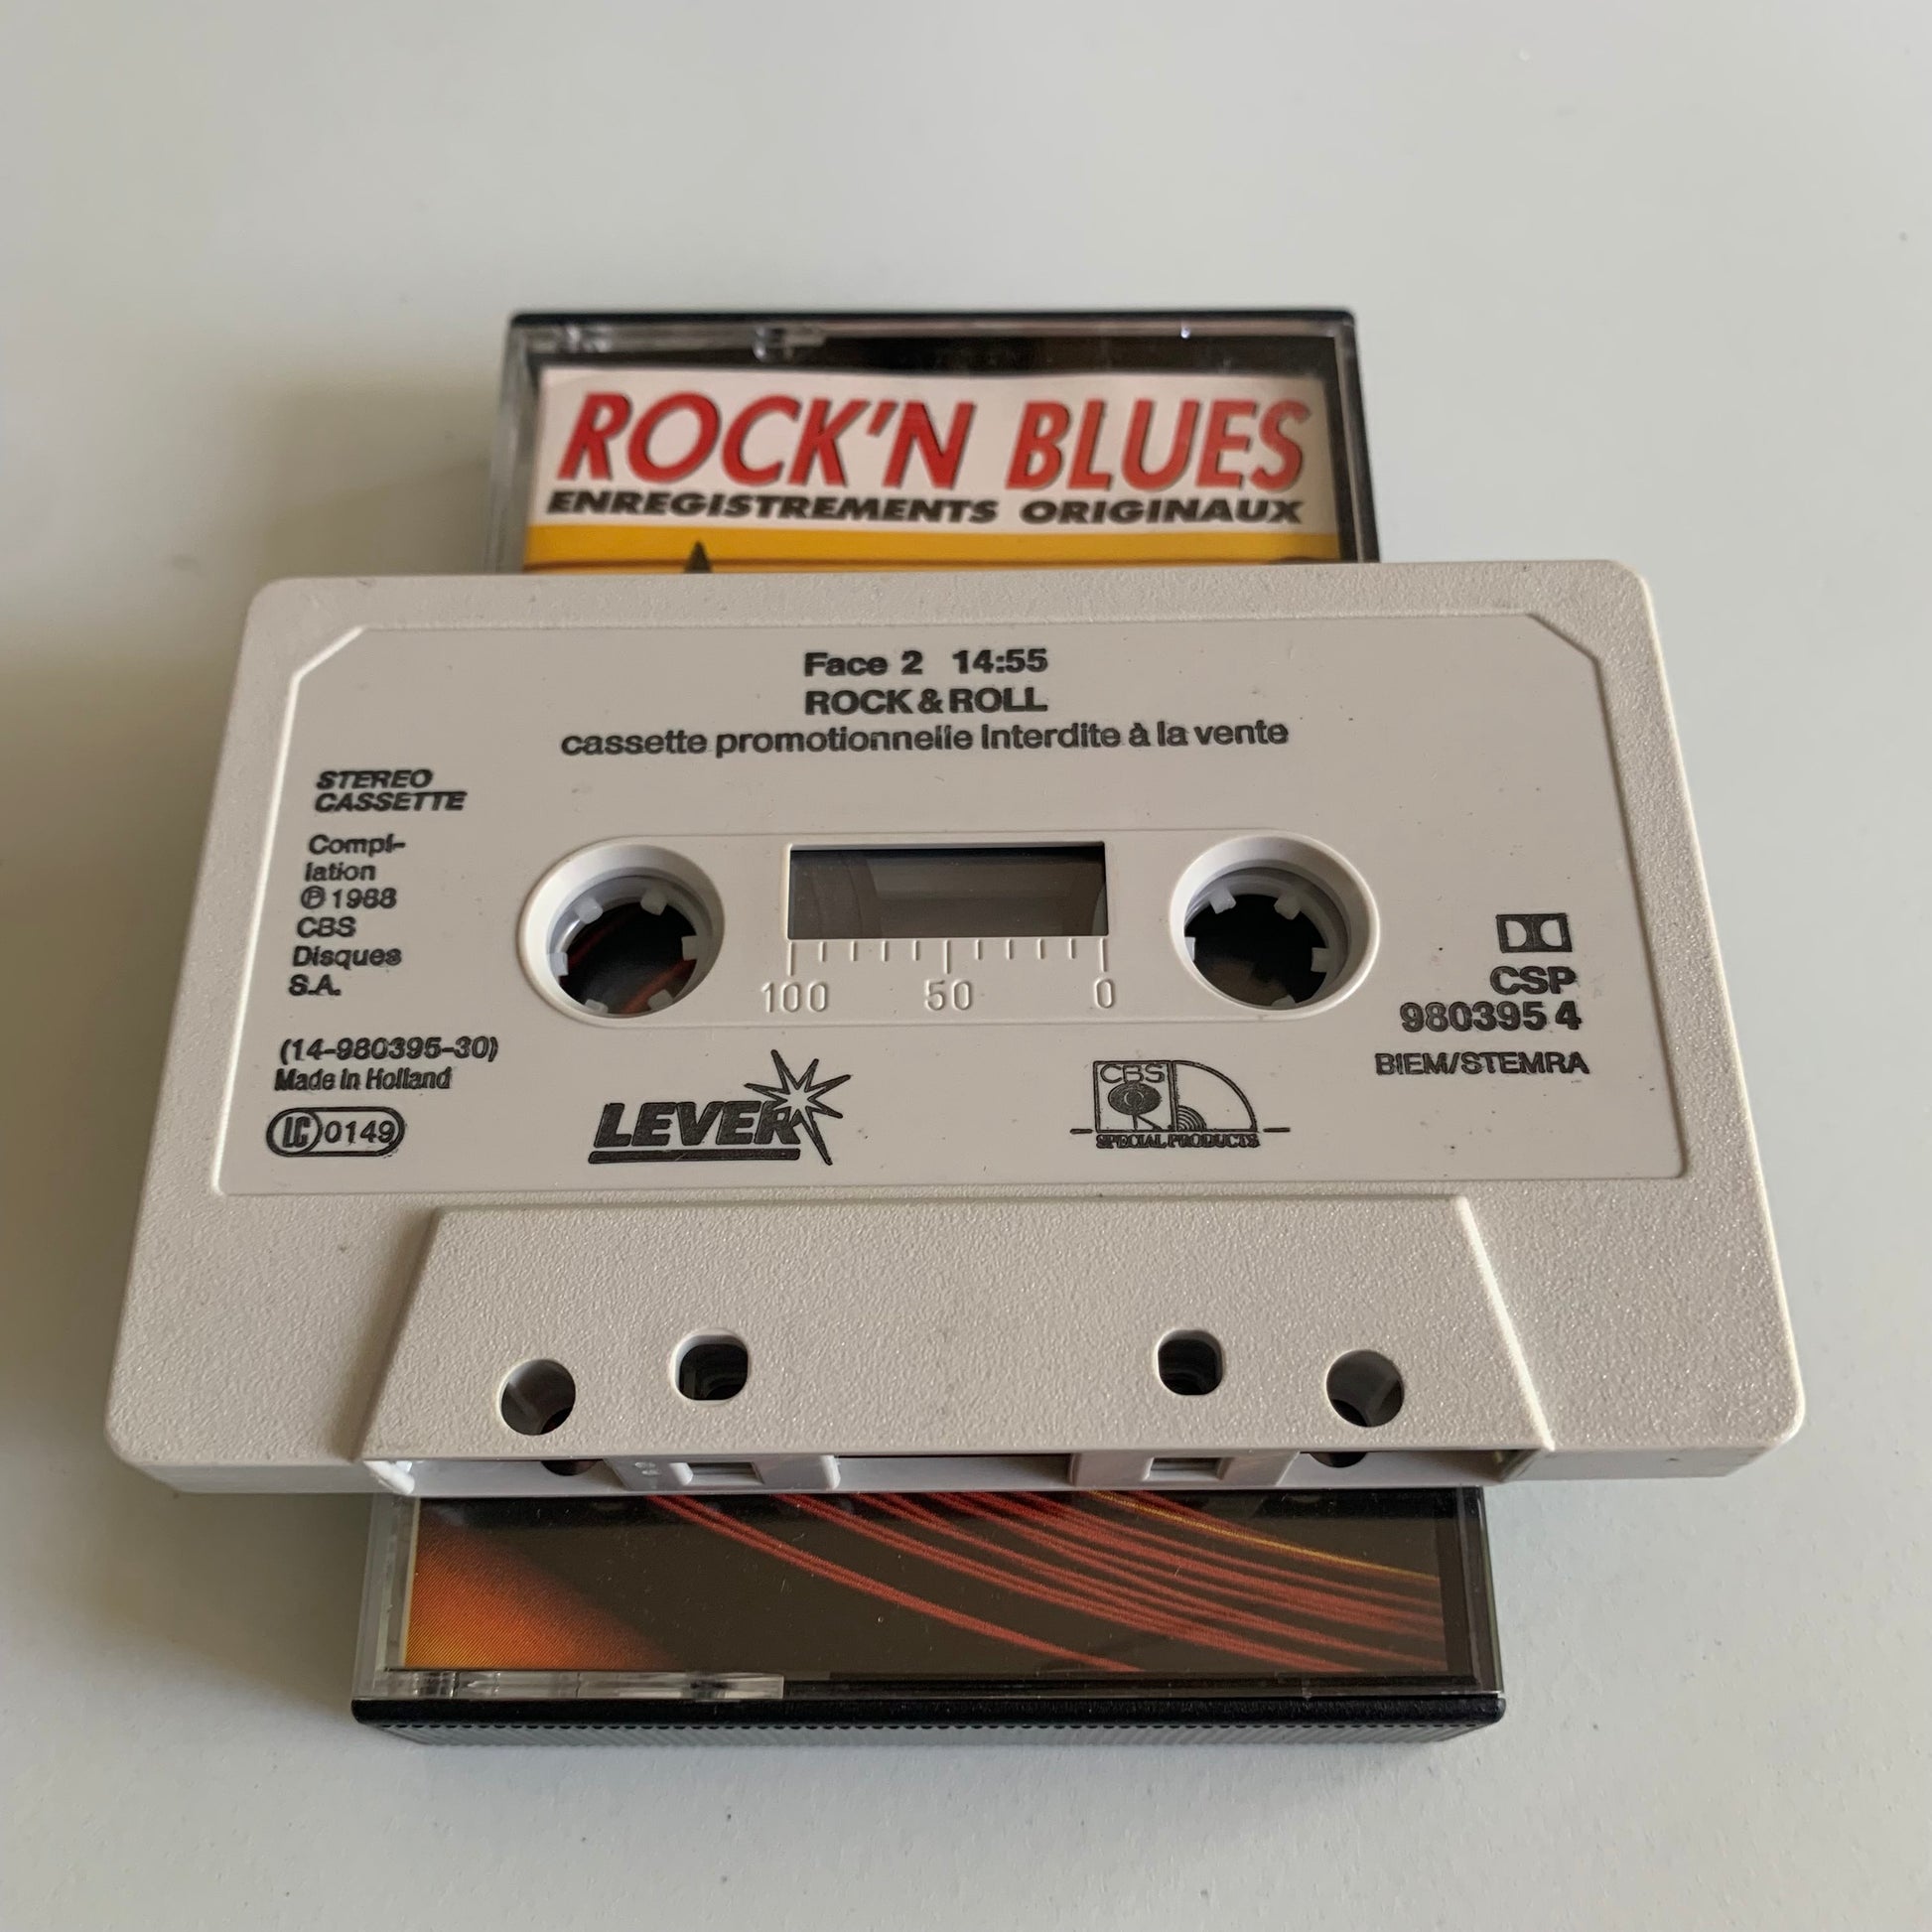 ROCK'N BLUES
ENREGISTREMENTS ORIGINAUX
Face 2 14:55
ROCK & ROLL
cassette promotionnelle interdite à la vente
STEREO
CASSETTE
Compi-
lation
℗ 1988
CBS
Disques
S.A.
(14-980395-30)
Made in Holland
LC 0149
LEVER
100 50 0
CBS
SPECIAL PRODUCTS
CSP
980395 4
BIEM/STEMRA